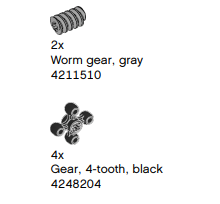 2x
Worm gear, gray
4211510
4x
Gear, 4-tooth, black
4248204